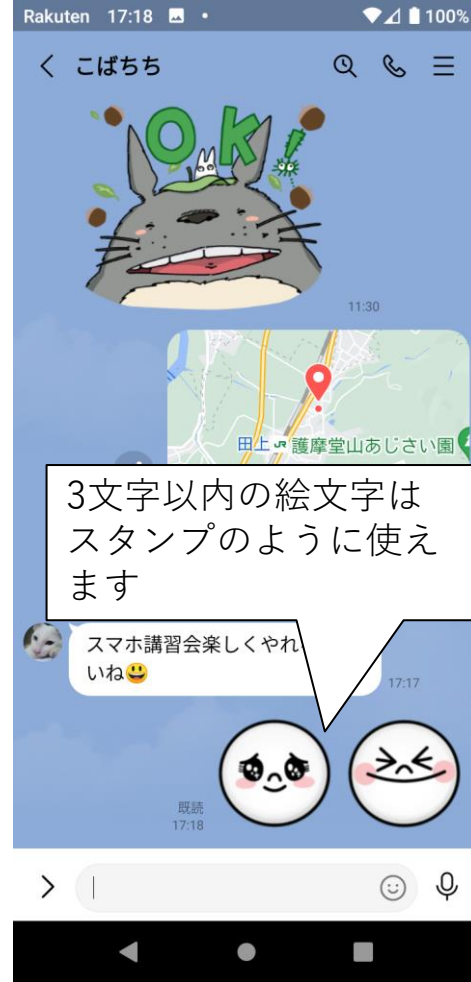 Rakuten 17:18 100%
こばちち
OK!
11:30
田上 JR 護摩堂山あじさい園
3文字以内の絵文字は
スタンプのように使え
ます
スマホ講習会楽しくやれ
いね😃
17:17
既読
17:18